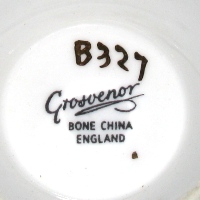 B327
Grosvenor
BONE CHINA
ENGLAND